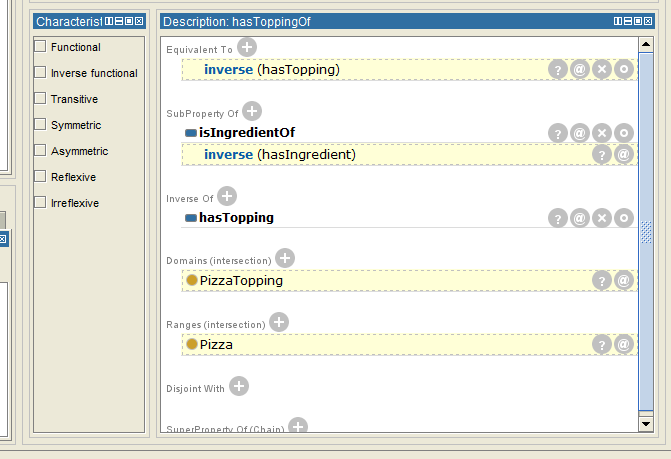 Characterist
Functional
Inverse functional
Transitive
Symmetric
Asymmetric
Reflexive
Irreflexive
Description: hasToppingOf
Equivalent To
inverse (hasTopping)
SubProperty Of
isIngredientOf
inverse (hasIngredient)
Inverse Of
hasTopping
Domains (intersection)
PizzaTopping
Ranges (intersection)
Pizza
Disjoint With
SuperProperty Of (Chain)